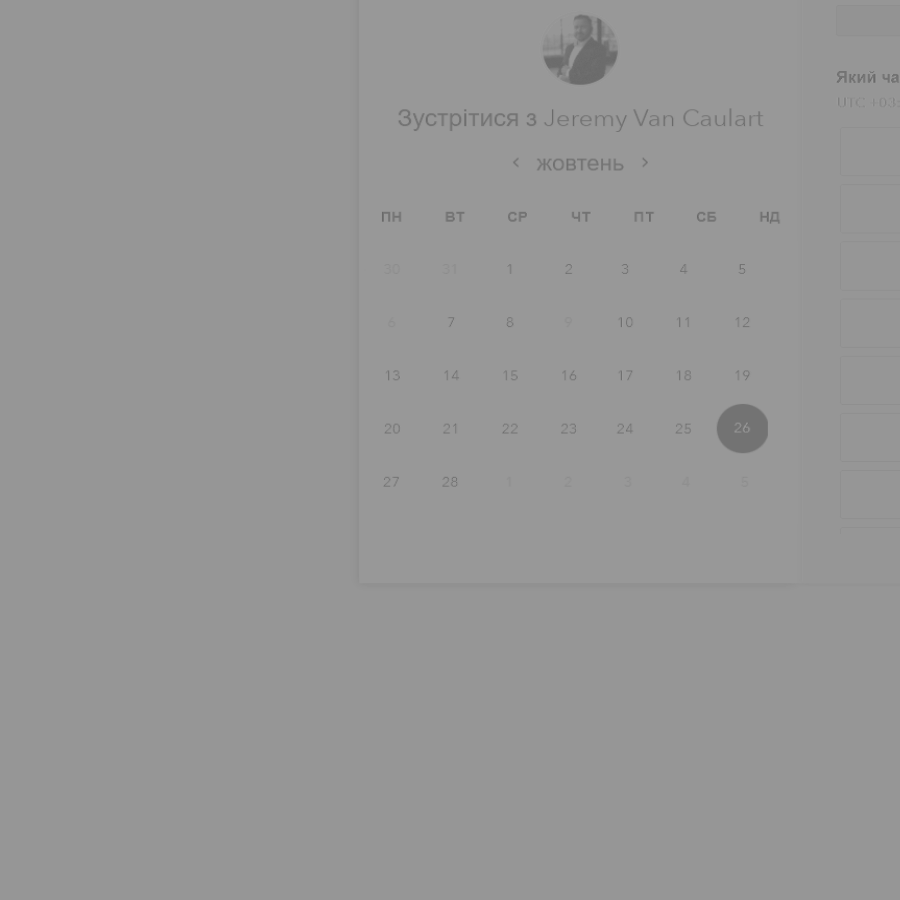 Зустрітися з Jeremy Van Caulart
жовтень
ПН ВТ СР ЧТ ПТ СБ НД
30 31 1 2 3 4 5
6 7 8 9 10 11 12
13 14 15 16 17 18 19
20 21 22 23 24 25 26
27 28 1 2 3 4 5
Який ча
UTC +03: